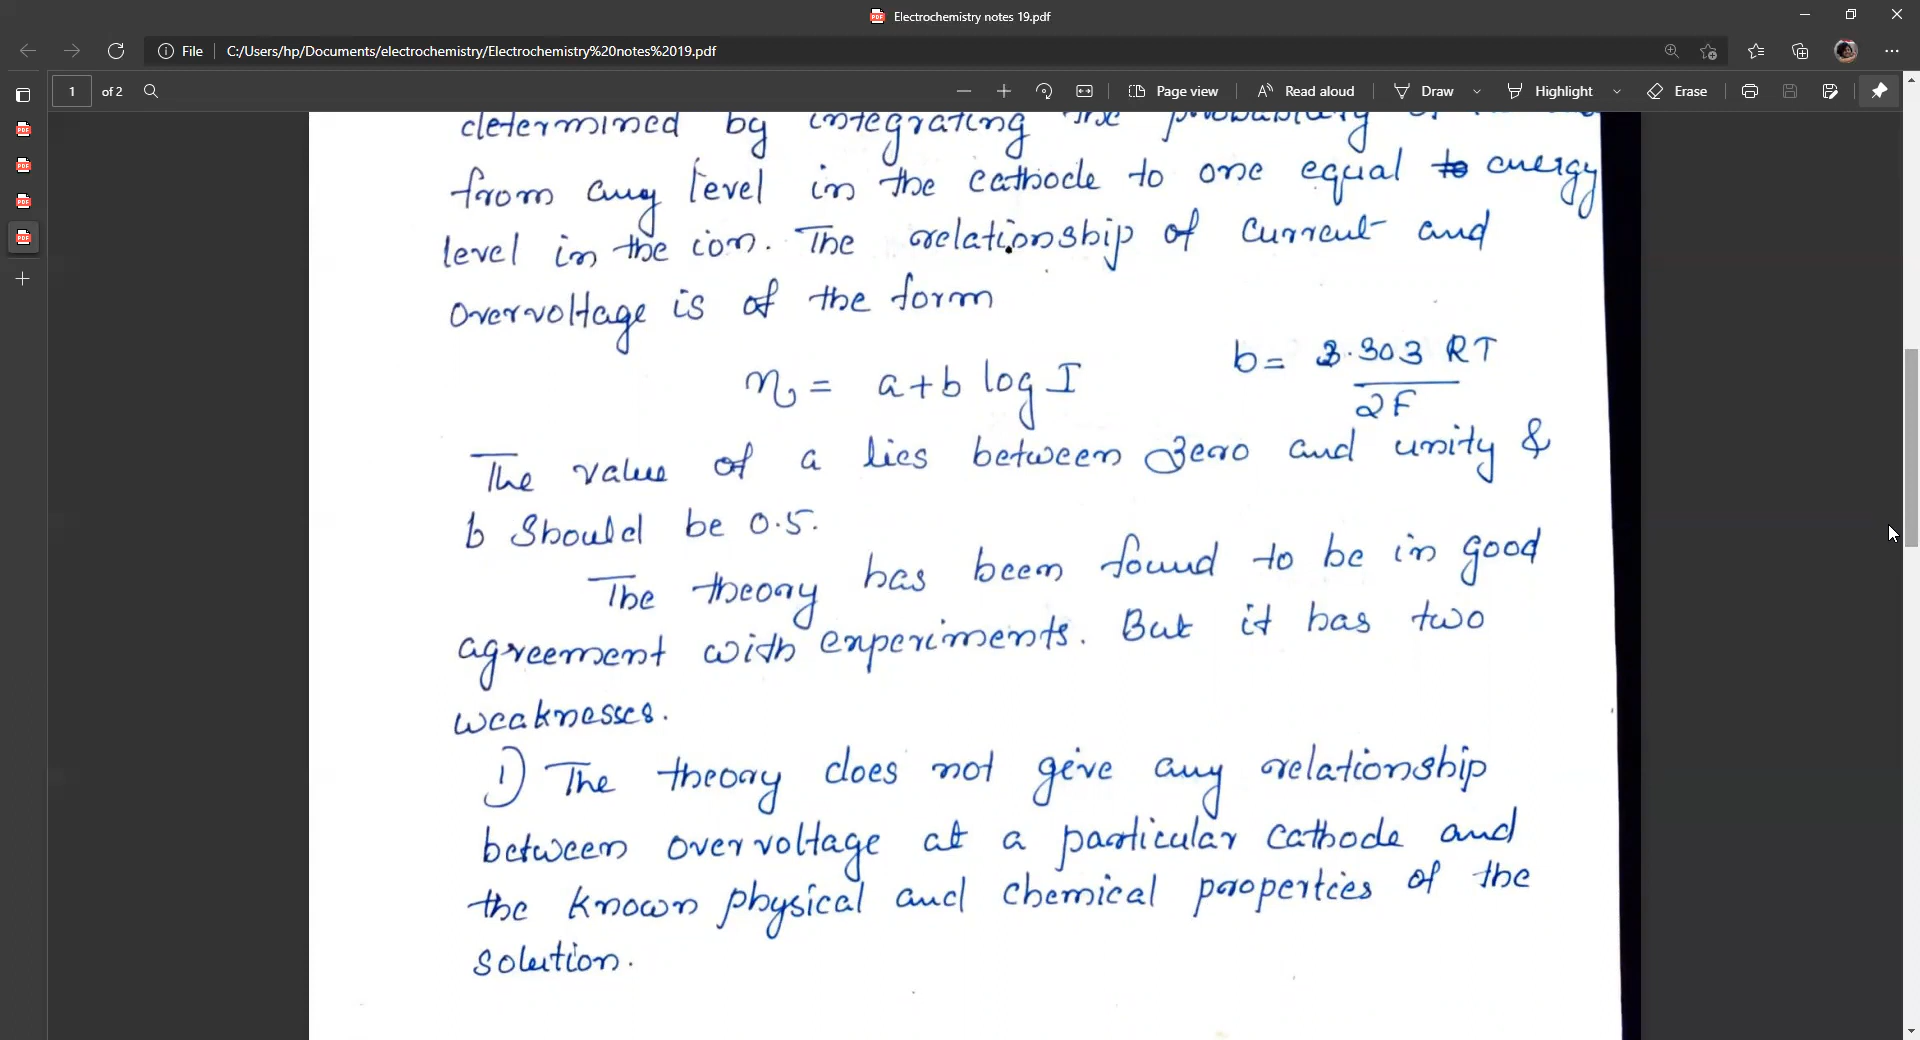 Electrochemistry notes 19.pdf
File C:/Users/hp/Documents/electrochemistry/Electrochemistry%20notes%2019.pdf
1 of 2 Page view Read aloud Draw Highlight Erase
determined by integrating the probability
from any level in the cathode to one equal to energy
level in the ion. The relationship of current and
overvoltage is of the form
η = a+b log I b = 2.303 RT
2F
The value of a lies between zero and unity &
b should be 0.5.
The theory has been found to be in good
agreement with experiments. But it has two
weaknesses.
1) The theory does not give any relationship
between overvoltage at a particular cathode and
the known physical and chemical properties of the
solution.